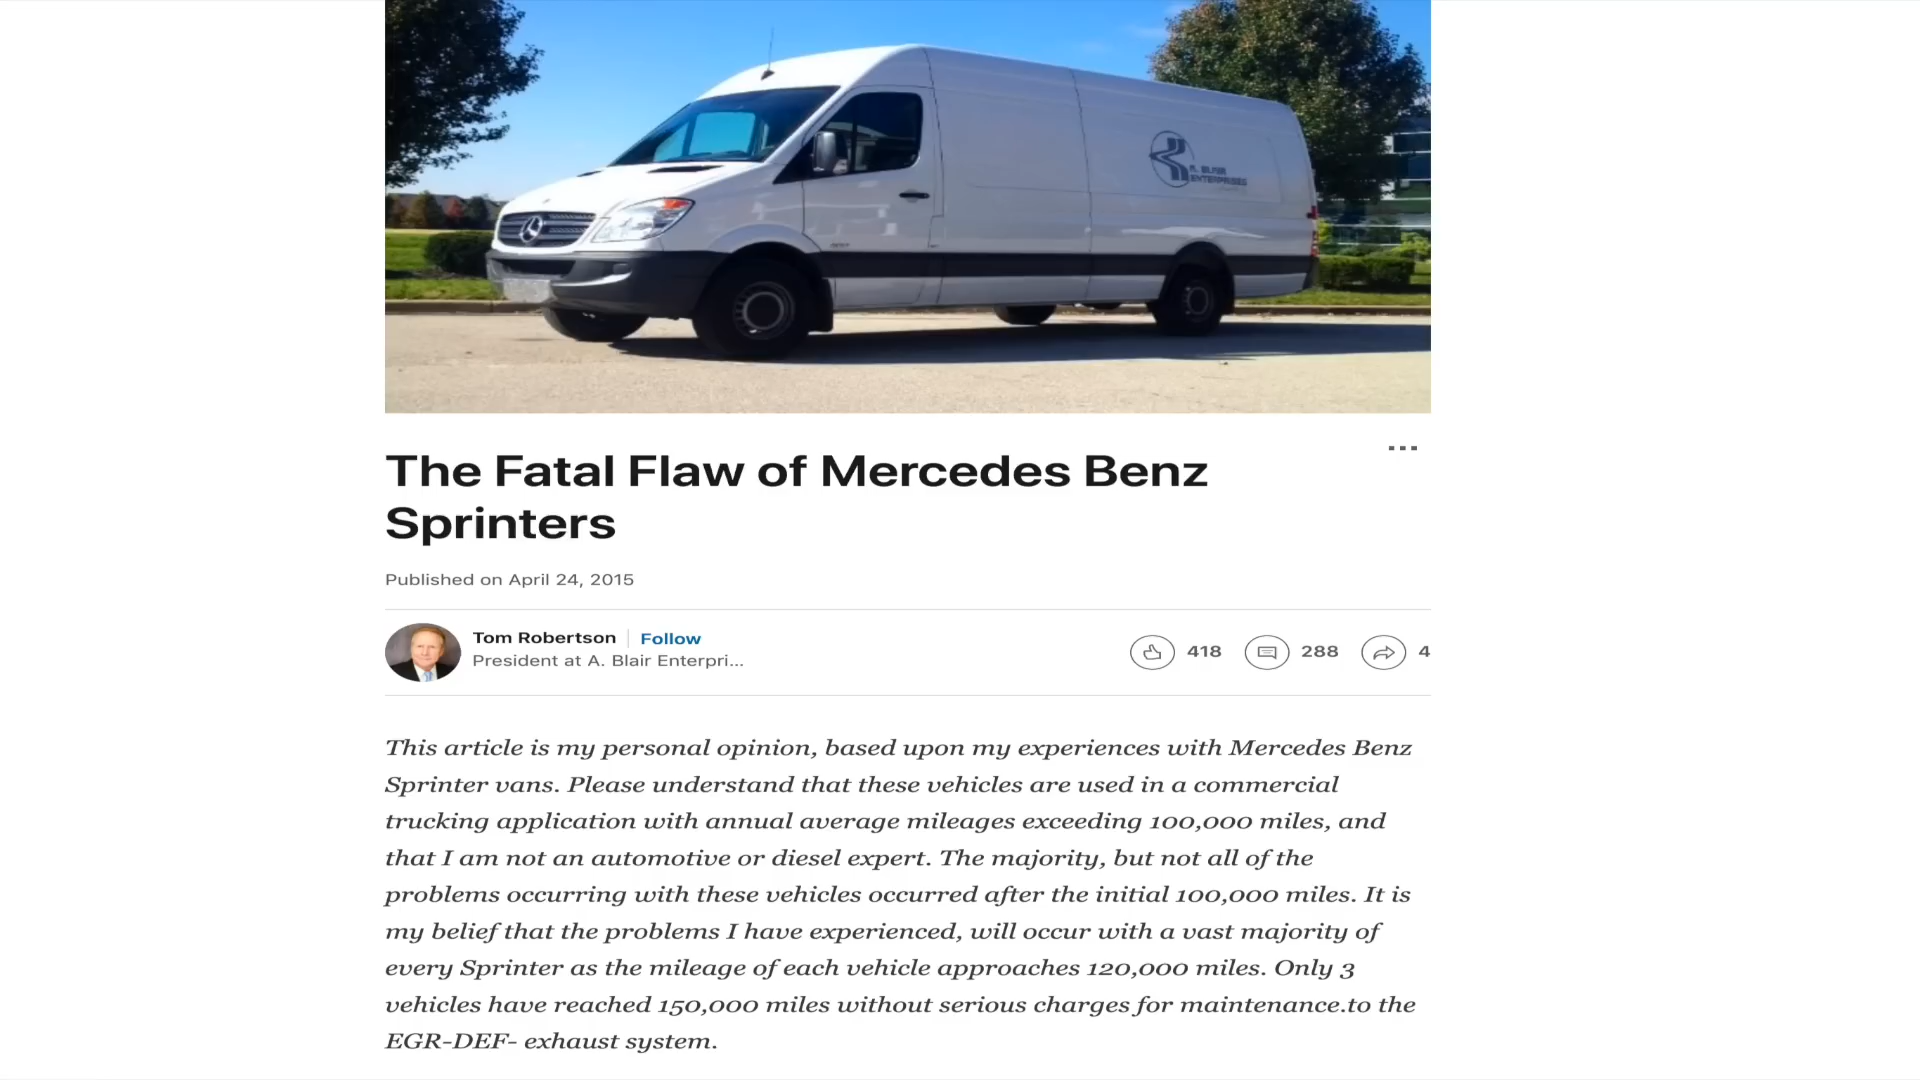 A. BLAIR
ENTERPRISES
The Fatal Flaw of Mercedes Benz
Sprinters
Published on April 24, 2015
Tom Robertson
Follow
President at A. Blair Enterpri...
418
288
4
This article is my personal opinion, based upon my experiences with Mercedes Benz
Sprinter vans. Please understand that these vehicles are used in a commercial
trucking application with annual average mileages exceeding 100,000 miles, and
that I am not an automotive or diesel expert. The majority, but not all of the
problems occurring with these vehicles occurred after the initial 100,000 miles. It is
my belief that the problems I have experienced, will occur with a vast majority of
every Sprinter as the mileage of each vehicle approaches 120,000 miles. Only 3
vehicles have reached 150,000 miles without serious charges for maintenance.to the
EGR-DEF- exhaust system.